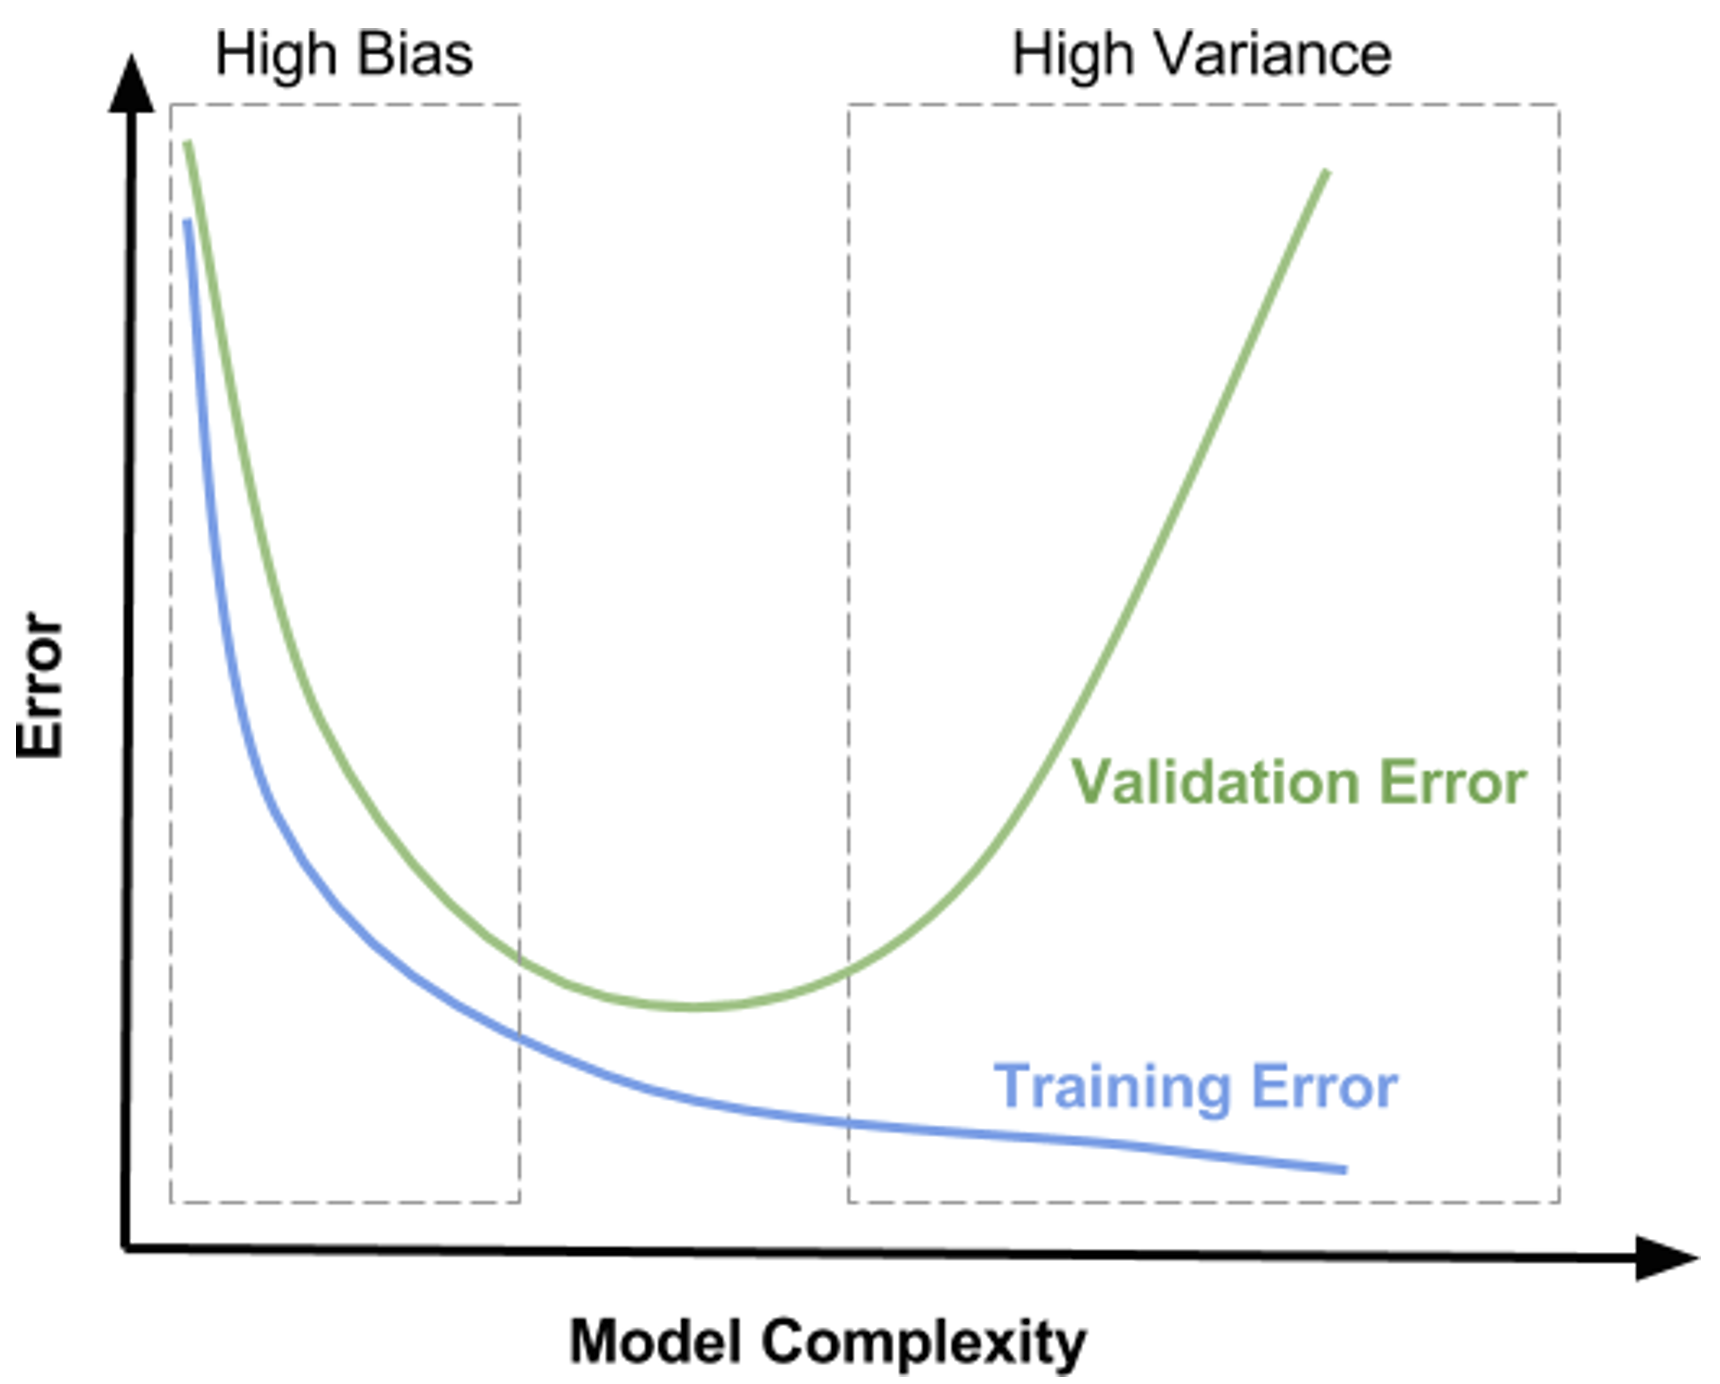 High Bias
High Variance
Error
Validation Error
Training Error
Model Complexity